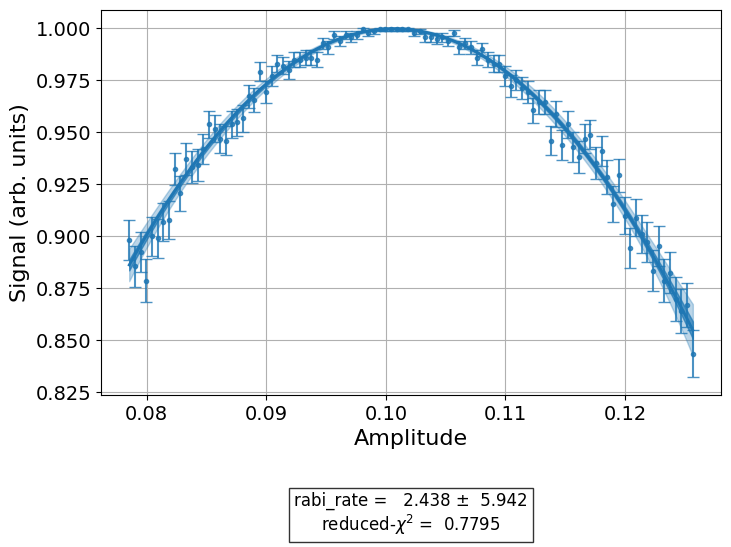 1.000
0.975
0.950
0.925
0.900
0.875
0.850
0.825
Signal (arb. units)
0.08 0.09 0.10 0.11 0.12
Amplitude
rabi_rate = 2.438 ± 5.942
reduced-χ² = 0.7795